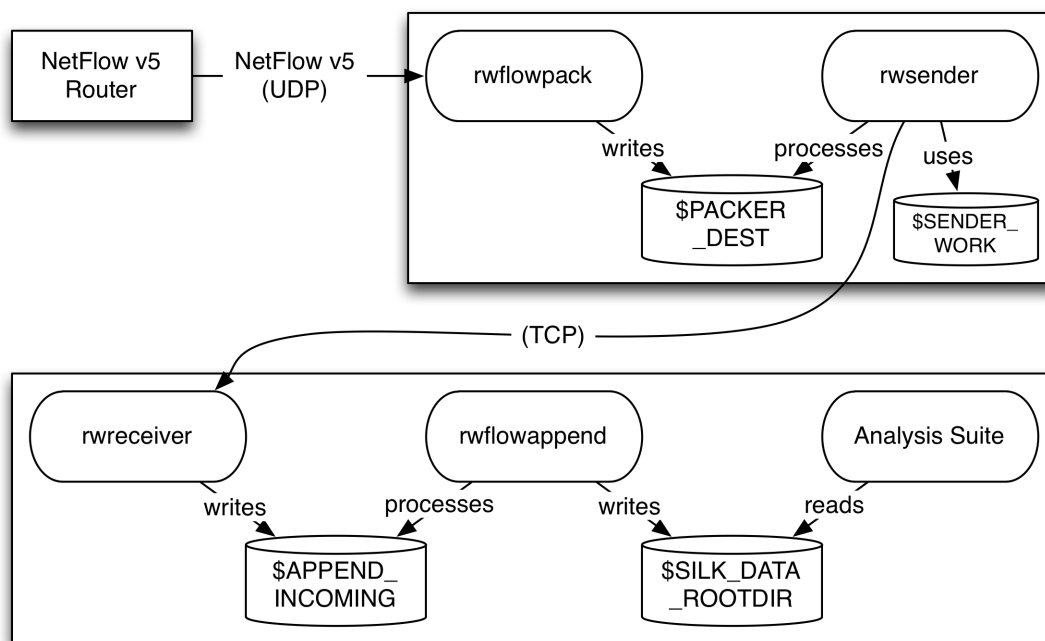 NetFlow v5
Router
NetFlow v5
(UDP)
rwflowpack
rwsender
writes
processes
uses
$PACKER
_DEST
$SENDER_
WORK
(TCP)
rwreceiver
rwflowappend
Analysis Suite
writes
processes
writes
reads
$APPEND_
INCOMING
$SILK_DATA
_ROOTDIR